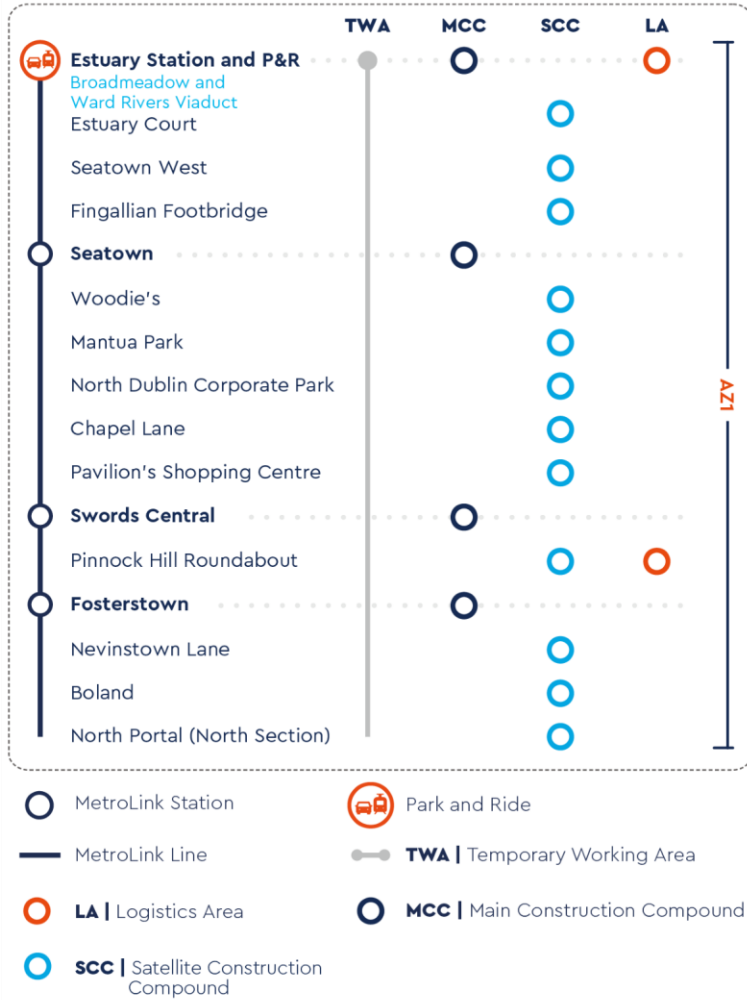 TWA MCC SCC LA
Estuary Station and P&R
Broadmeadow and
Ward Rivers Viaduct
Estuary Court
Seatown West
Fingallian Footbridge
Seatown
Woodie's
Mantua Park
North Dublin Corporate Park
AZ1
Chapel Lane
Pavilion's Shopping Centre
Swords Central
Pinnock Hill Roundabout
Fosterstown
Nevinstown Lane
Boland
North Portal (North Section)
MetroLink Station
Park and Ride
MetroLink Line
TWA | Temporary Working Area
LA | Logistics Area
MCC | Main Construction Compound
SCC | Satellite Construction
Compound